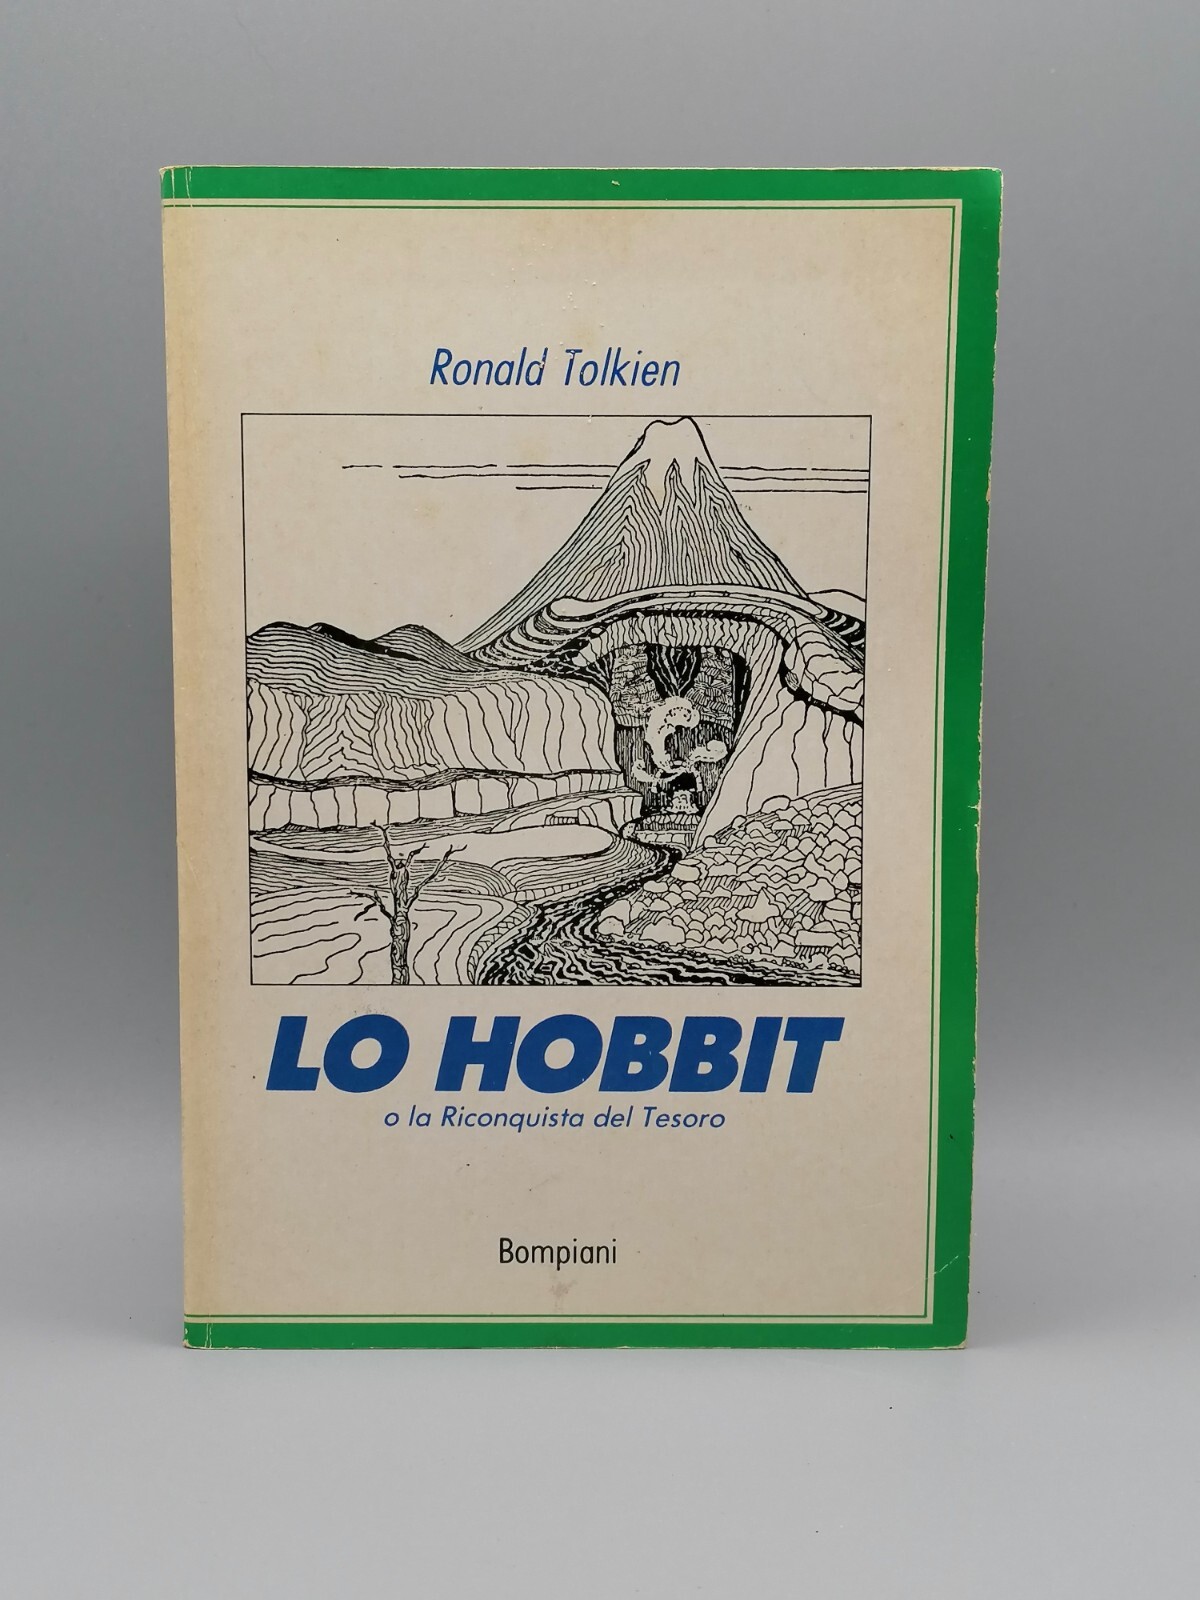 Ronald Tolkien
LO HOBBIT
o la Riconquista del Tesoro
Bompiani